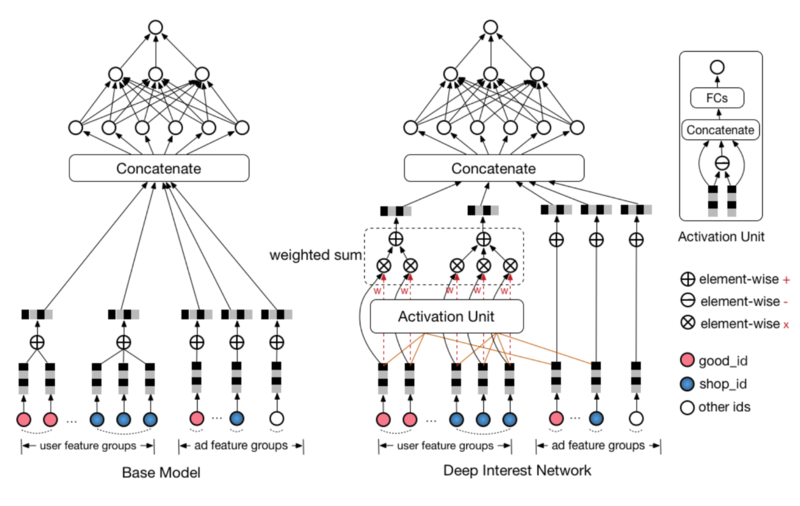 Concatenate
user feature groups
ad feature groups
Base Model
Concatenate
weighted sum
w
w
w
w
w
Activation Unit
user feature groups
ad feature groups
Deep Interest Network
FCs
Concatenate
Activation Unit
element-wise +
element-wise -
element-wise x
good_id
shop_id
other ids